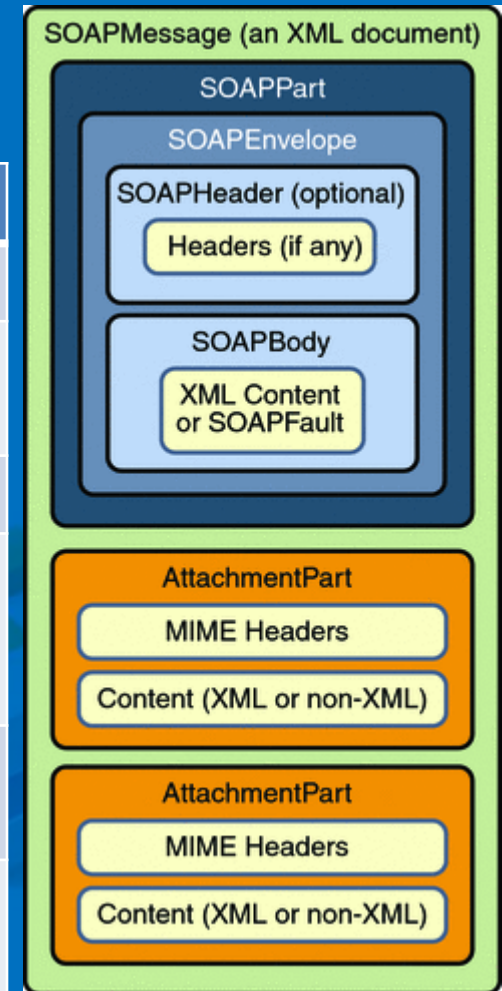 SOAPMessage (an XML document)
SOAPPart
SOAPEnvelope
SOAPHeader (optional)
Headers (if any)
SOAPBody
XML Content
or SOAPFault
AttachmentPart
MIME Headers
Content (XML or non-XML)
AttachmentPart
MIME Headers
Content (XML or non-XML)